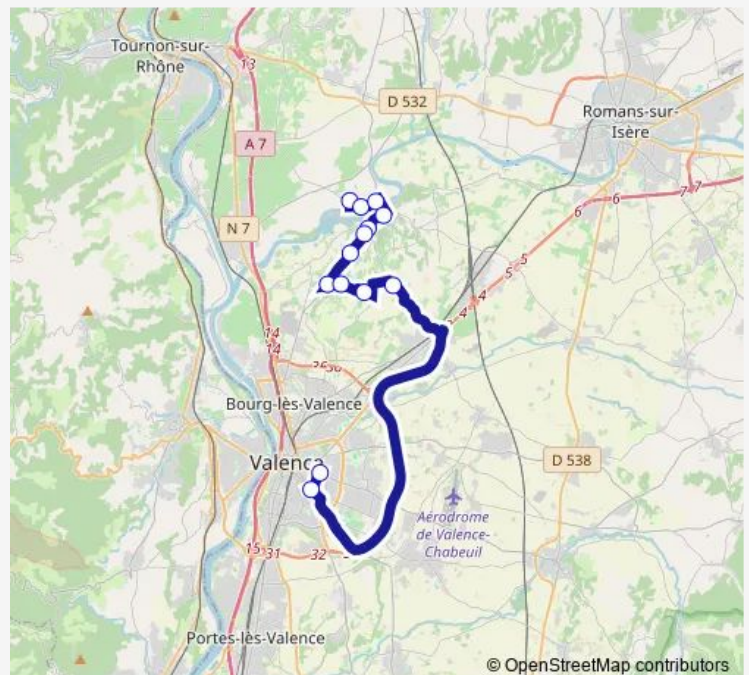 Tournon-sur-
Rhône
13
D 532
Romans-sur-
Isère
A 7
7
7
6
6
N 7
5
5
4
4
14
14
Bourg-lès-Valence
Valence
D 538
Aérodrome
de Valence-
Chabeuil
15
31
32
Portes-lès-Valence
© OpenStreetMap contributors